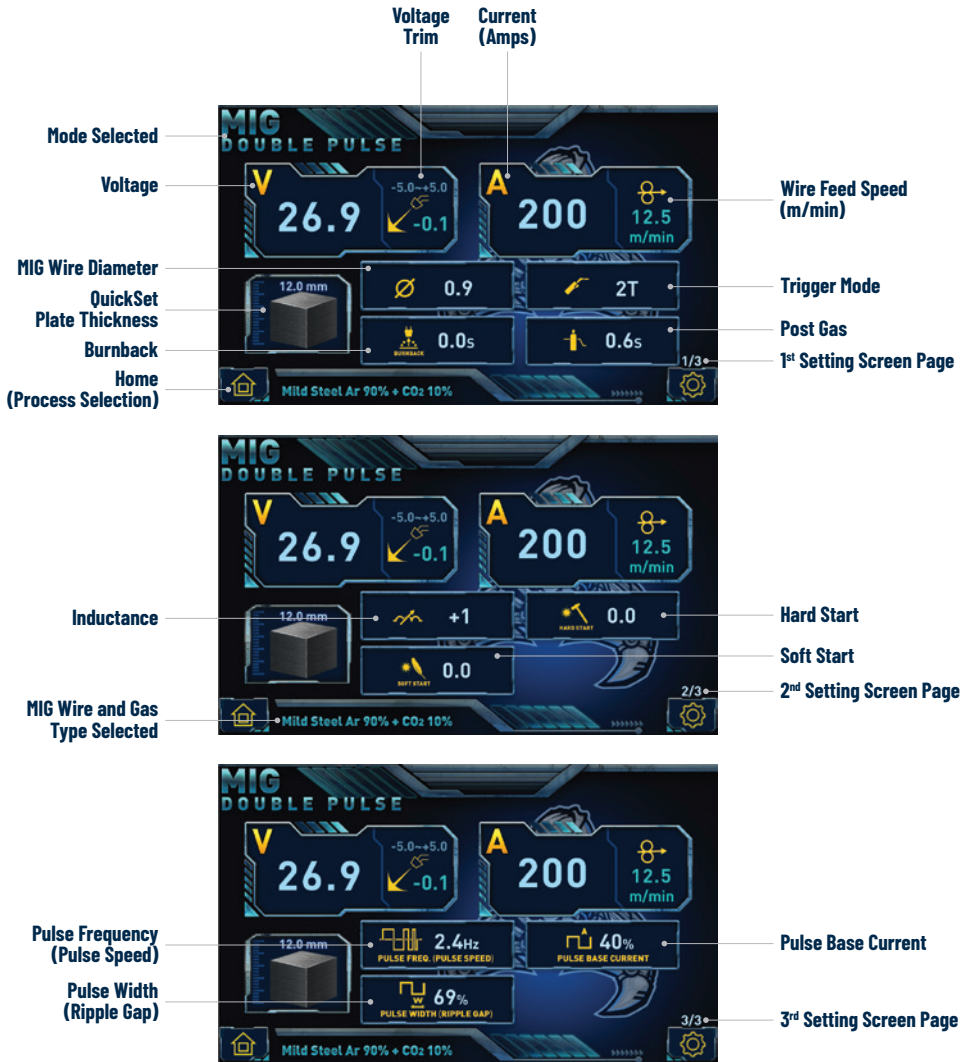 Voltage
Trim
Current
(Amps)
Mode Selected
Voltage
MIG Wire Diameter
QuickSet
Plate Thickness
Burnback
Home
(Process Selection)
MIG
DOUBLE PULSE
V
26.9
-5.0~+5.0
-0.1
A
200
12.5
m/min
12.0 mm
Ø 0.9
2T
BURNBACK
0.0s
0.6s
1/3
Mild Steel Ar 90% + CO2 10%
Wire Feed Speed
(m/min)
Trigger Mode
Post Gas
1st Setting Screen Page
Inductance
MIG Wire and Gas
Type Selected
MIG
DOUBLE PULSE
V
26.9
-5.0~+5.0
-0.1
A
200
12.5
m/min
12.0 mm
+1
HARD START
0.0
SOFT START
0.0
2/3
Mild Steel Ar 90% + CO2 10%
Hard Start
Soft Start
2nd Setting Screen Page
Pulse Frequency
(Pulse Speed)
Pulse Width
(Ripple Gap)
MIG
DOUBLE PULSE
V
26.9
-5.0~+5.0
-0.1
A
200
12.5
m/min
12.0 mm
2.4Hz
PULSE FREQ. (PULSE SPEED)
40%
PULSE BASE CURRENT
W
69%
PULSE WIDTH (RIPPLE GAP)
3/3
Mild Steel Ar 90% + CO2 10%
Pulse Base Current
3rd Setting Screen Page